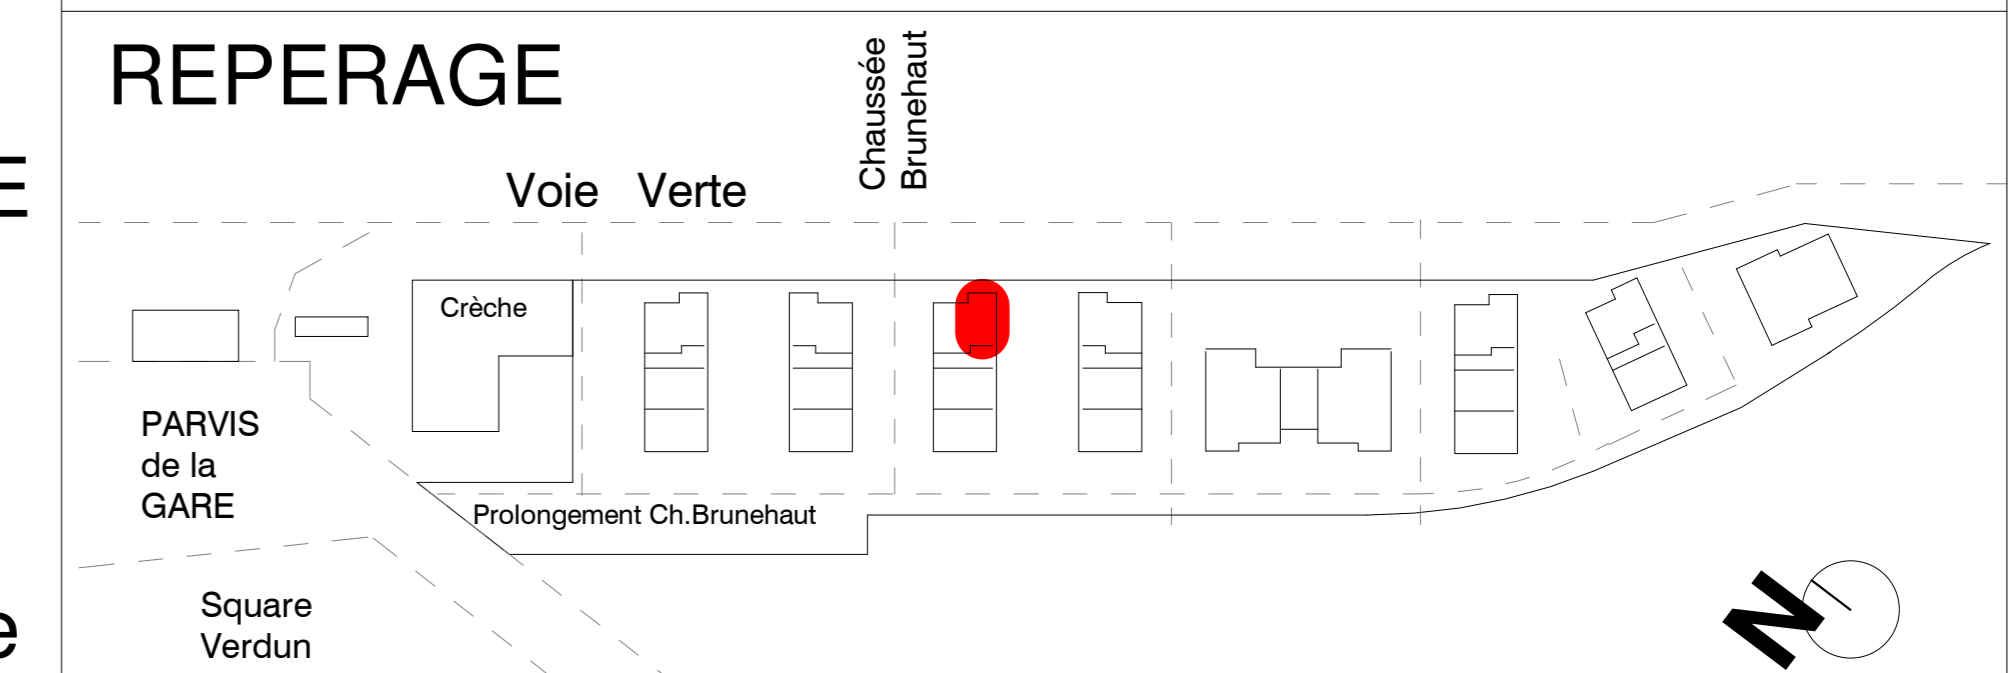 REPERAGE
Chaussée
Brunehaut
E
Voie Verte
Crèche
PARVIS
de la
GARE
Prolongement Ch.Brunehaut
Square
Verdun
e
N